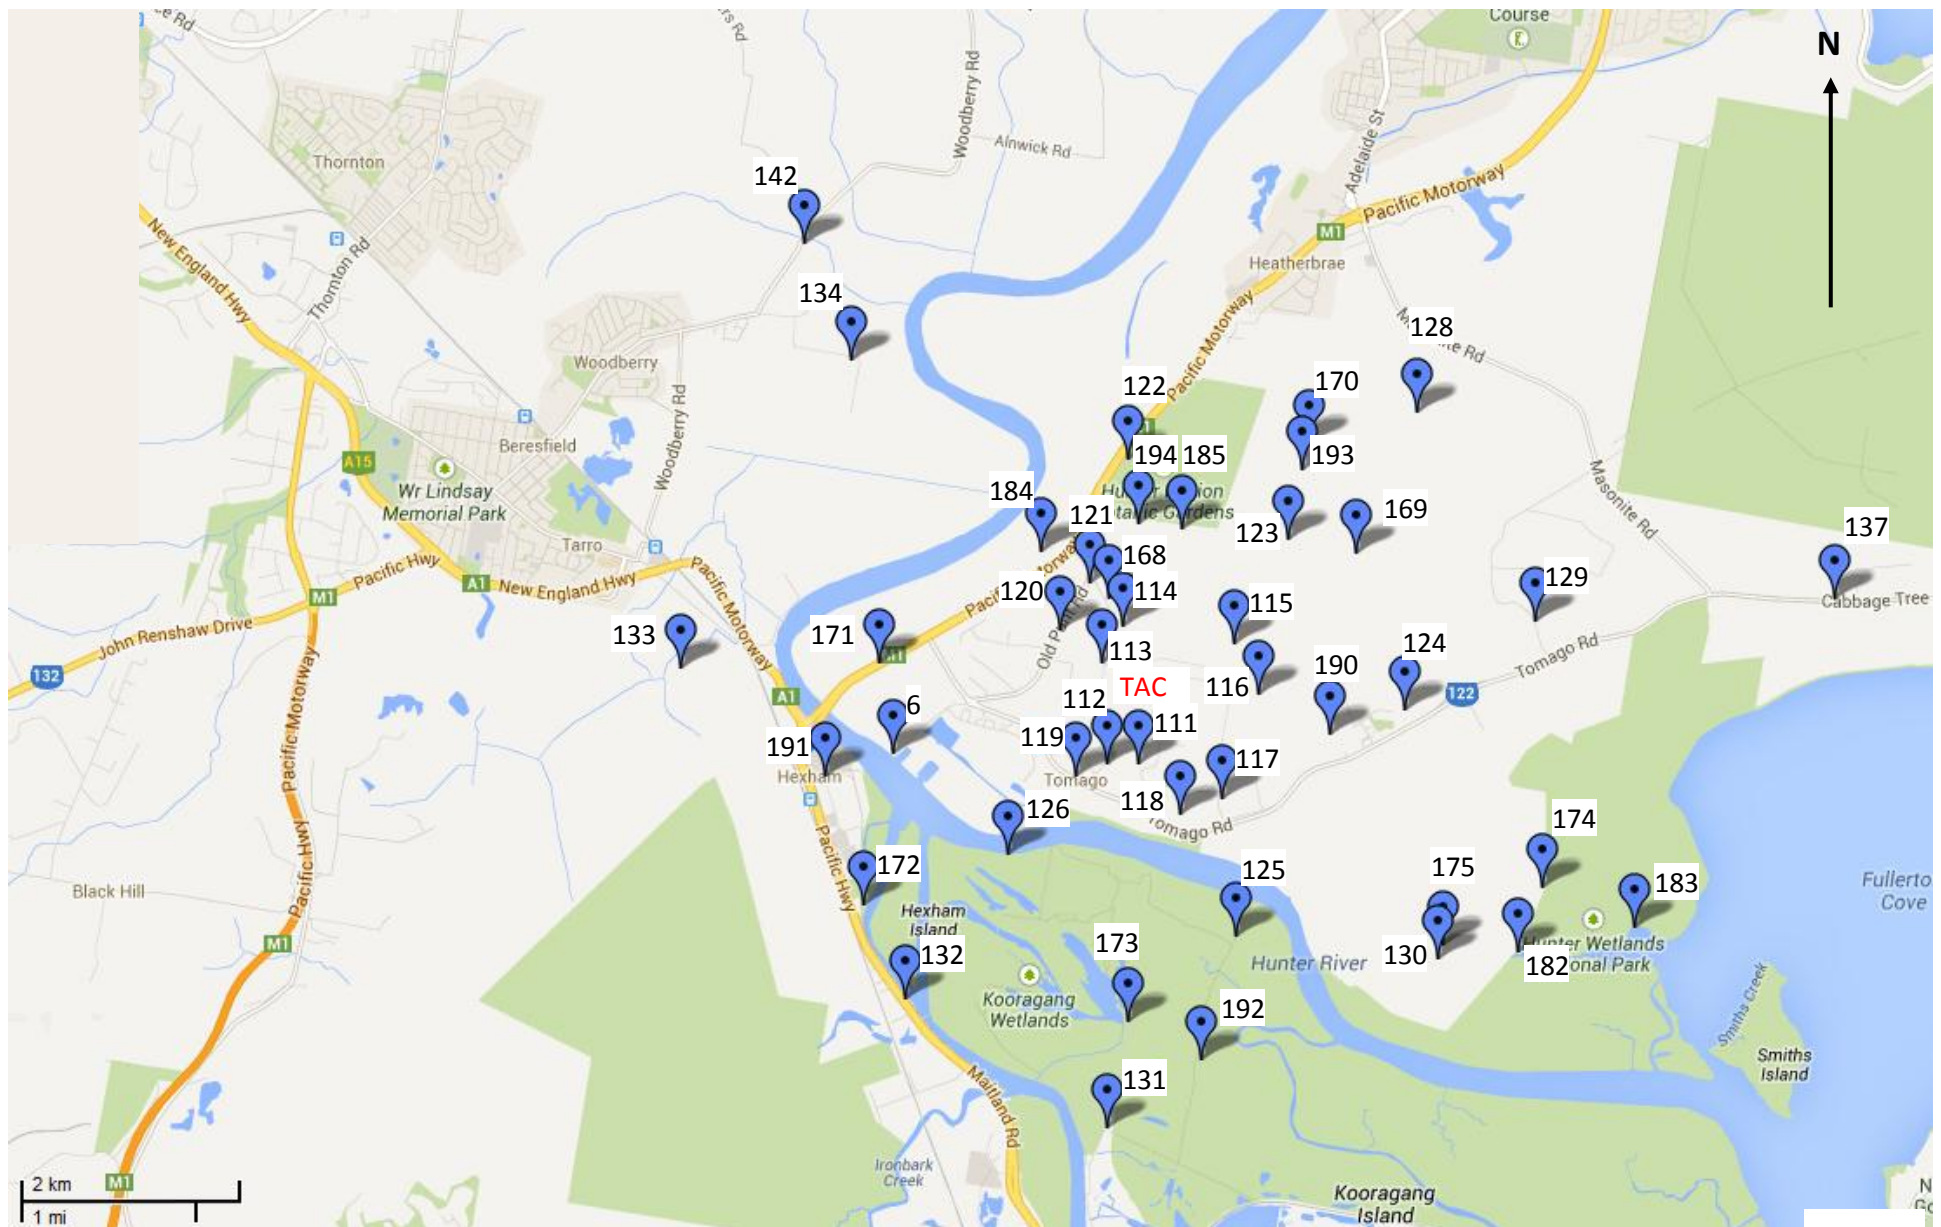 Course
N
Woodberry Rd
Alnwick Rd
Adelaide St
Thornton
142
Pacific Motorway
M1
New England Hwy
Thornton Rd
Heatherbrae
134
Pacific Motorway
128
Woodberry
122
170
Woodberry Rd
Beresfield
193
A15
194
185
Masonite Rd
Wr Lindsay
Memorial Park
184
121
123
169
137
Tarro
168
Pacific Hwy
A1
New England Hwy
M1
Pacific Motorway
120
114
129
Cabbage Tree
115
171
133
113
Old Punt Rd
John Renshaw Drive
M1
132
TAC
116
190
124
122
Tomago Rd
A1
6
112
111
119
191
Hexham
Tomago
117
118
Tomago Rd
126
Pacific Motorway
Pacific Hwy
Pacific Hwy
174
172
125
175
183
Black Hill
Fullerto
Cove
Hexham
Island
M1
132
173
Hunter River
130
182
Hunter Wetlands
Kooragang
Wetlands
192
Smiths Creek
Smiths
Island
131
Maitland Rd
Ironbark
Creek
M1
2 km
1 mi
Kooragang
Island